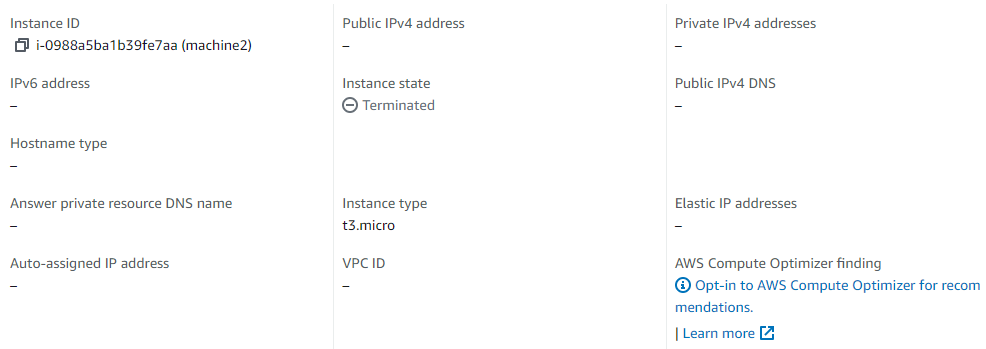 Instance ID
i-0988a5ba1b39fe7aa (machine2)
Public IPv4 address
–
Private IPv4 addresses
–
IPv6 address
–
Instance state
Terminated
Public IPv4 DNS
–
Hostname type
–
Answer private resource DNS name
–
Instance type
t3.micro
Elastic IP addresses
–
Auto-assigned IP address
–
VPC ID
–
AWS Compute Optimizer finding
Opt-in to AWS Compute Optimizer for recom
mendations.
| Learn more